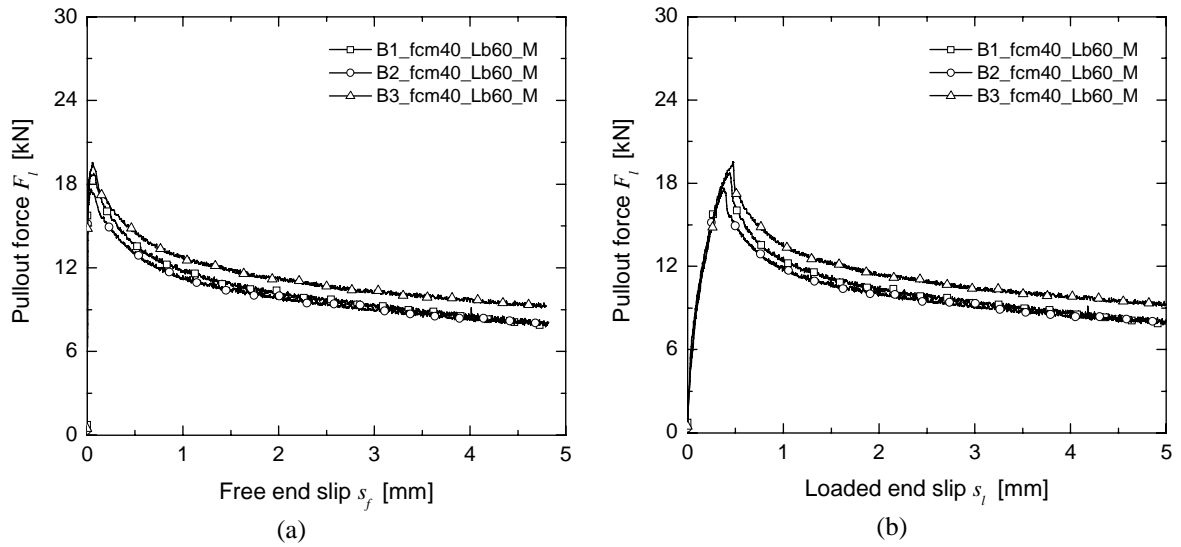 30
24
18
12
6
0
Pullout force F_l [kN]
B1_fcm40_Lb60_M
B2_fcm40_Lb60_M
B3_fcm40_Lb60_M
0 1 2 3 4 5
Free end slip s_f [mm]
(a)
30
24
18
12
6
0
Pullout force F_l [kN]
B1_fcm40_Lb60_M
B2_fcm40_Lb60_M
B3_fcm40_Lb60_M
0 1 2 3 4 5
Loaded end slip s_l [mm]
(b)